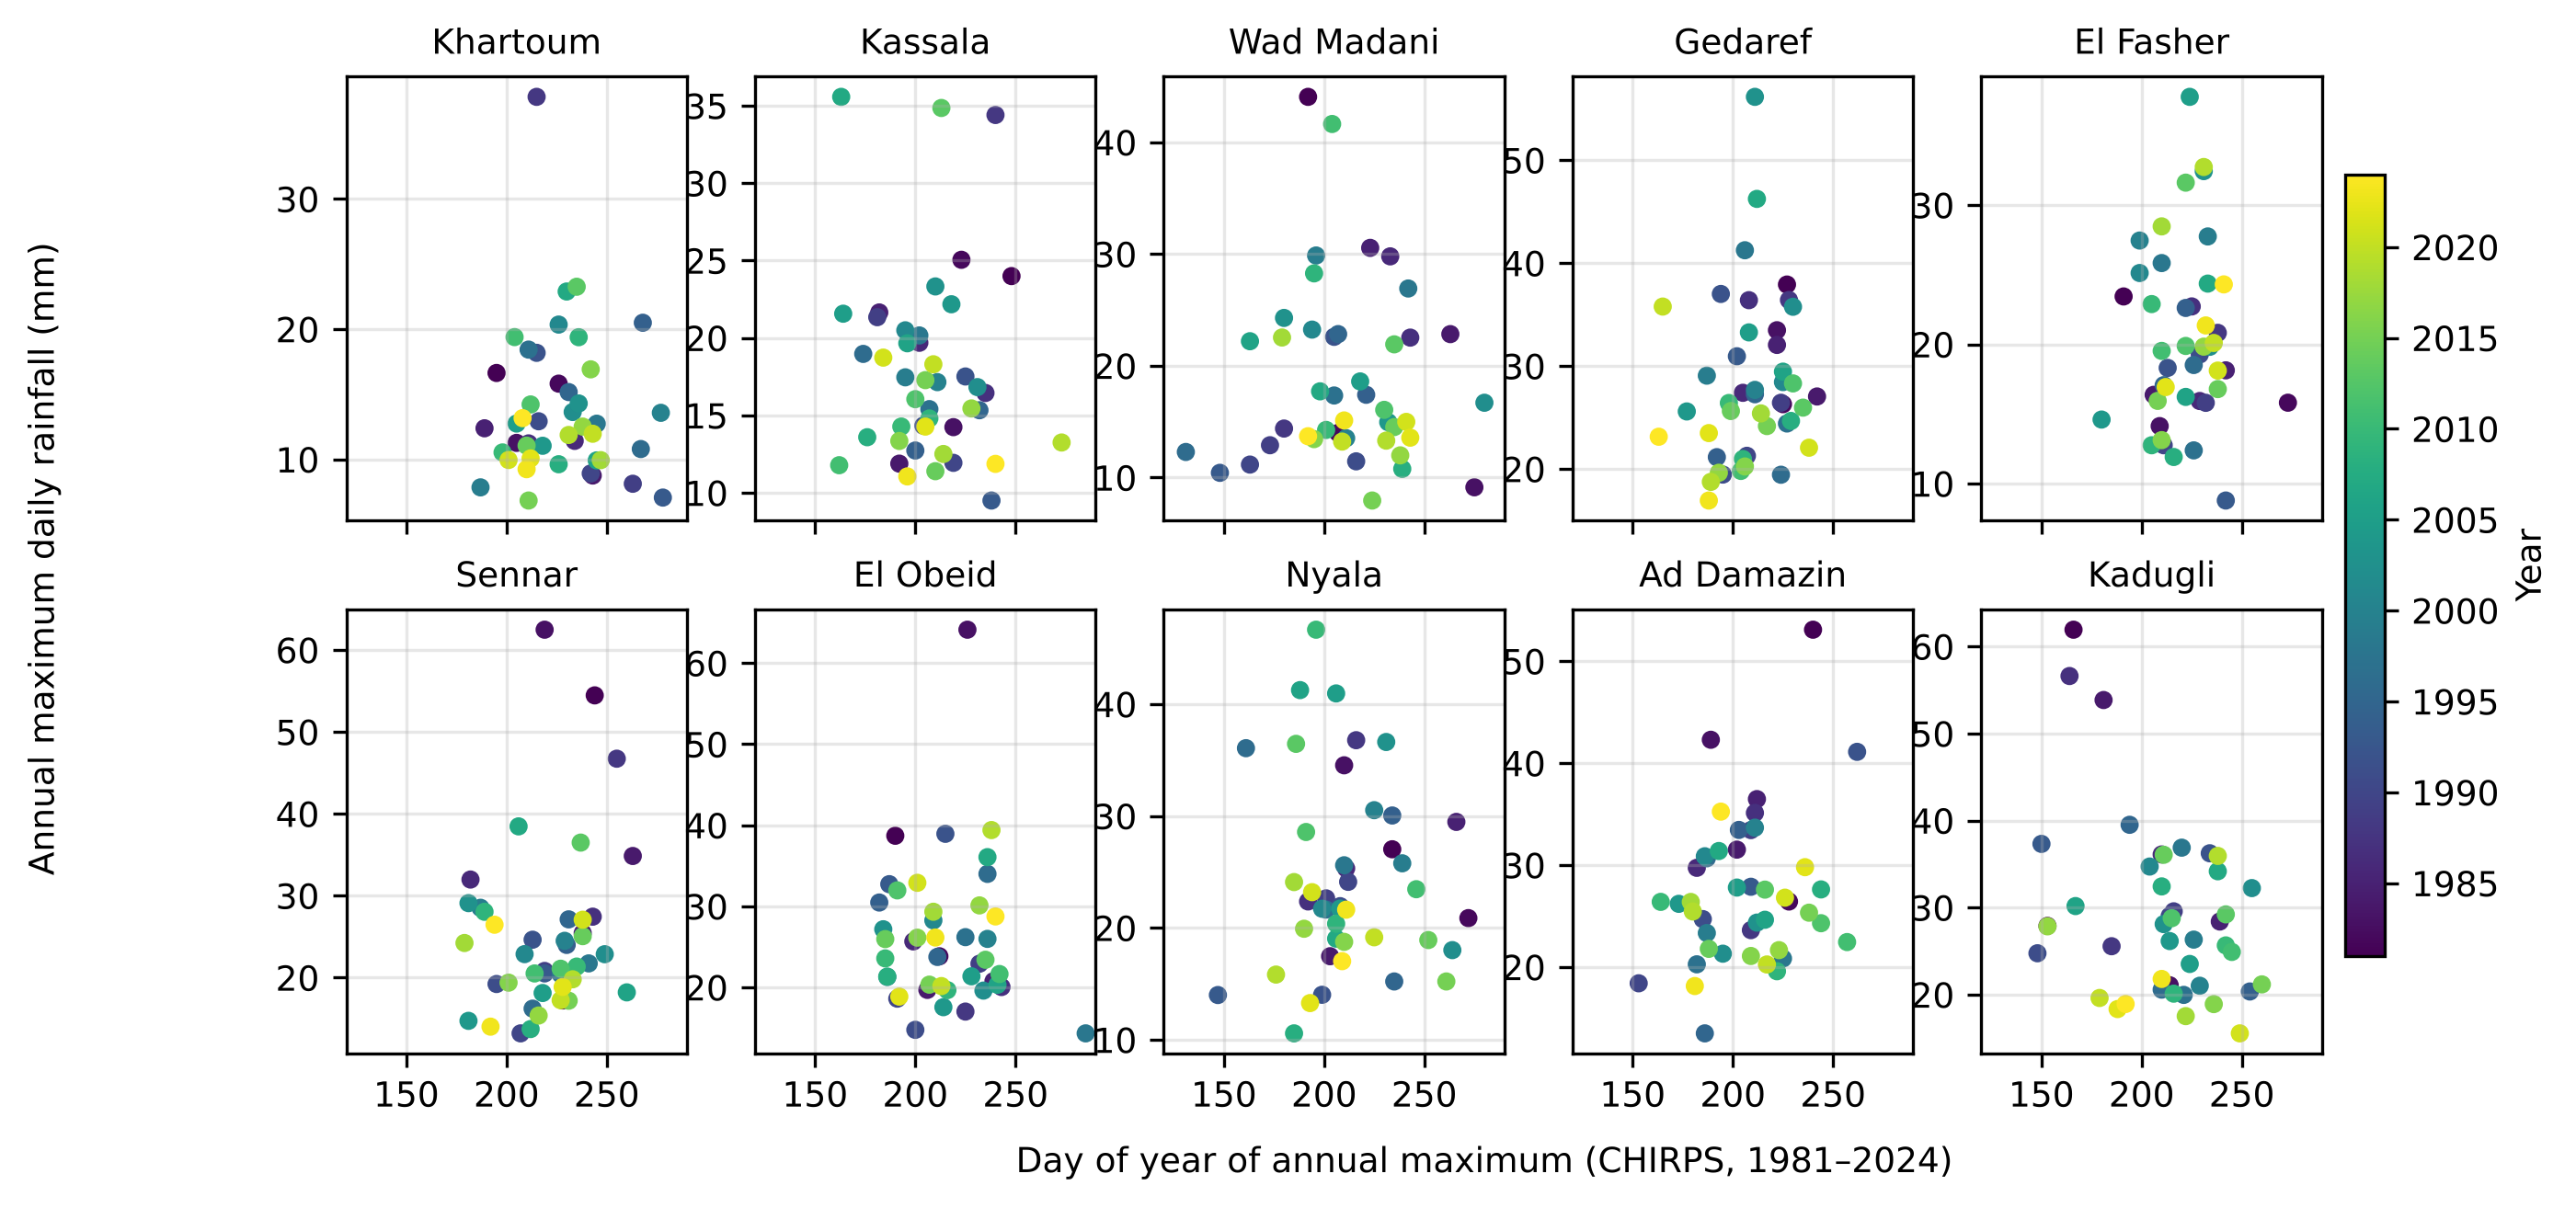 Khartoum Kassala Wad Madani Gedaref El Fasher
30 20 10
35 30 25 20 15 10
40 30 20 10
50 40 30 20
30 20 10
Annual maximum daily rainfall (mm)
Sennar El Obeid Nyala Ad Damazin Kadugli
60 50 40 30 20
60 50 40 30 20
40 30 20 10
50 40 30 20
60 50 40 30 20
150 200 250 150 200 250 150 200 250 150 200 250 150 200 250
Day of year of annual maximum (CHIRPS, 1981–2024)
2020
2015
2010
2005
2000
1995
1990
1985
Year